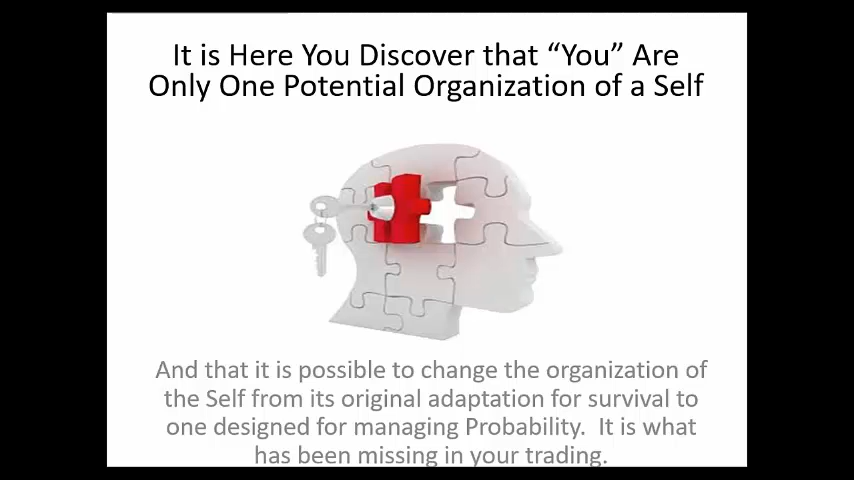 It is Here You Discover that “You” Are
Only One Potential Organization of a Self
And that it is possible to change the organization of
the Self from its original adaptation for survival to
one designed for managing Probability.  It is what
has been missing in your trading.